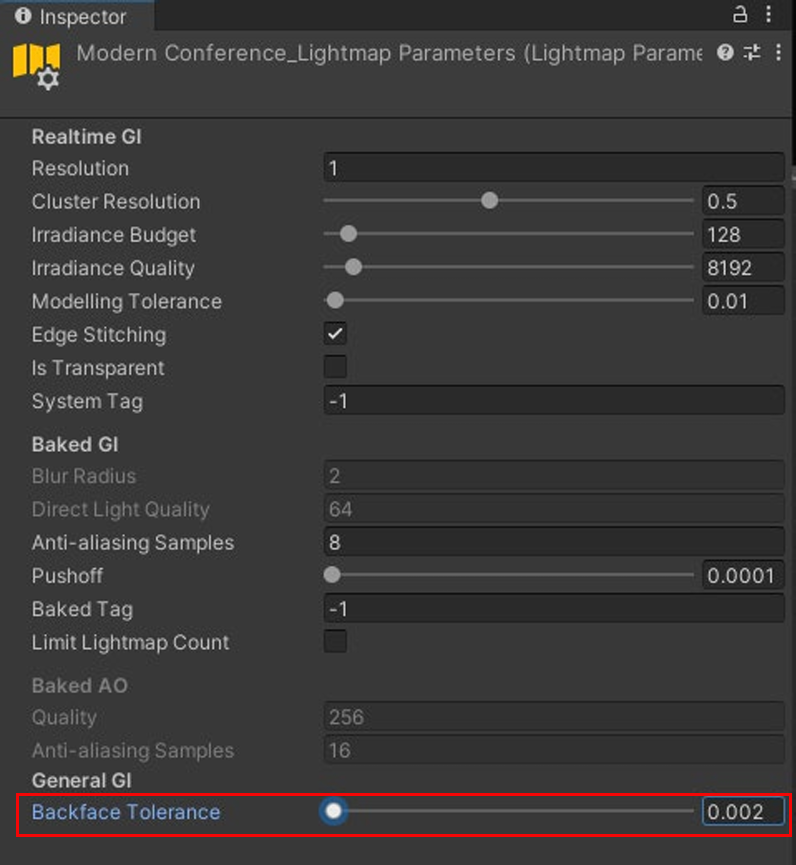 Inspector
Modern Conference_Lightmap Parameters (Lightmap Parame
Realtime GI
Resolution 1
Cluster Resolution 0.5
Irradiance Budget 128
Irradiance Quality 8192
Modelling Tolerance 0.01
Edge Stitching
Is Transparent
System Tag -1
Baked GI
Blur Radius 2
Direct Light Quality 64
Anti-aliasing Samples 8
Pushoff 0.0001
Baked Tag -1
Limit Lightmap Count
Baked AO
Quality 256
Anti-aliasing Samples 16
General GI
Backface Tolerance 0.002